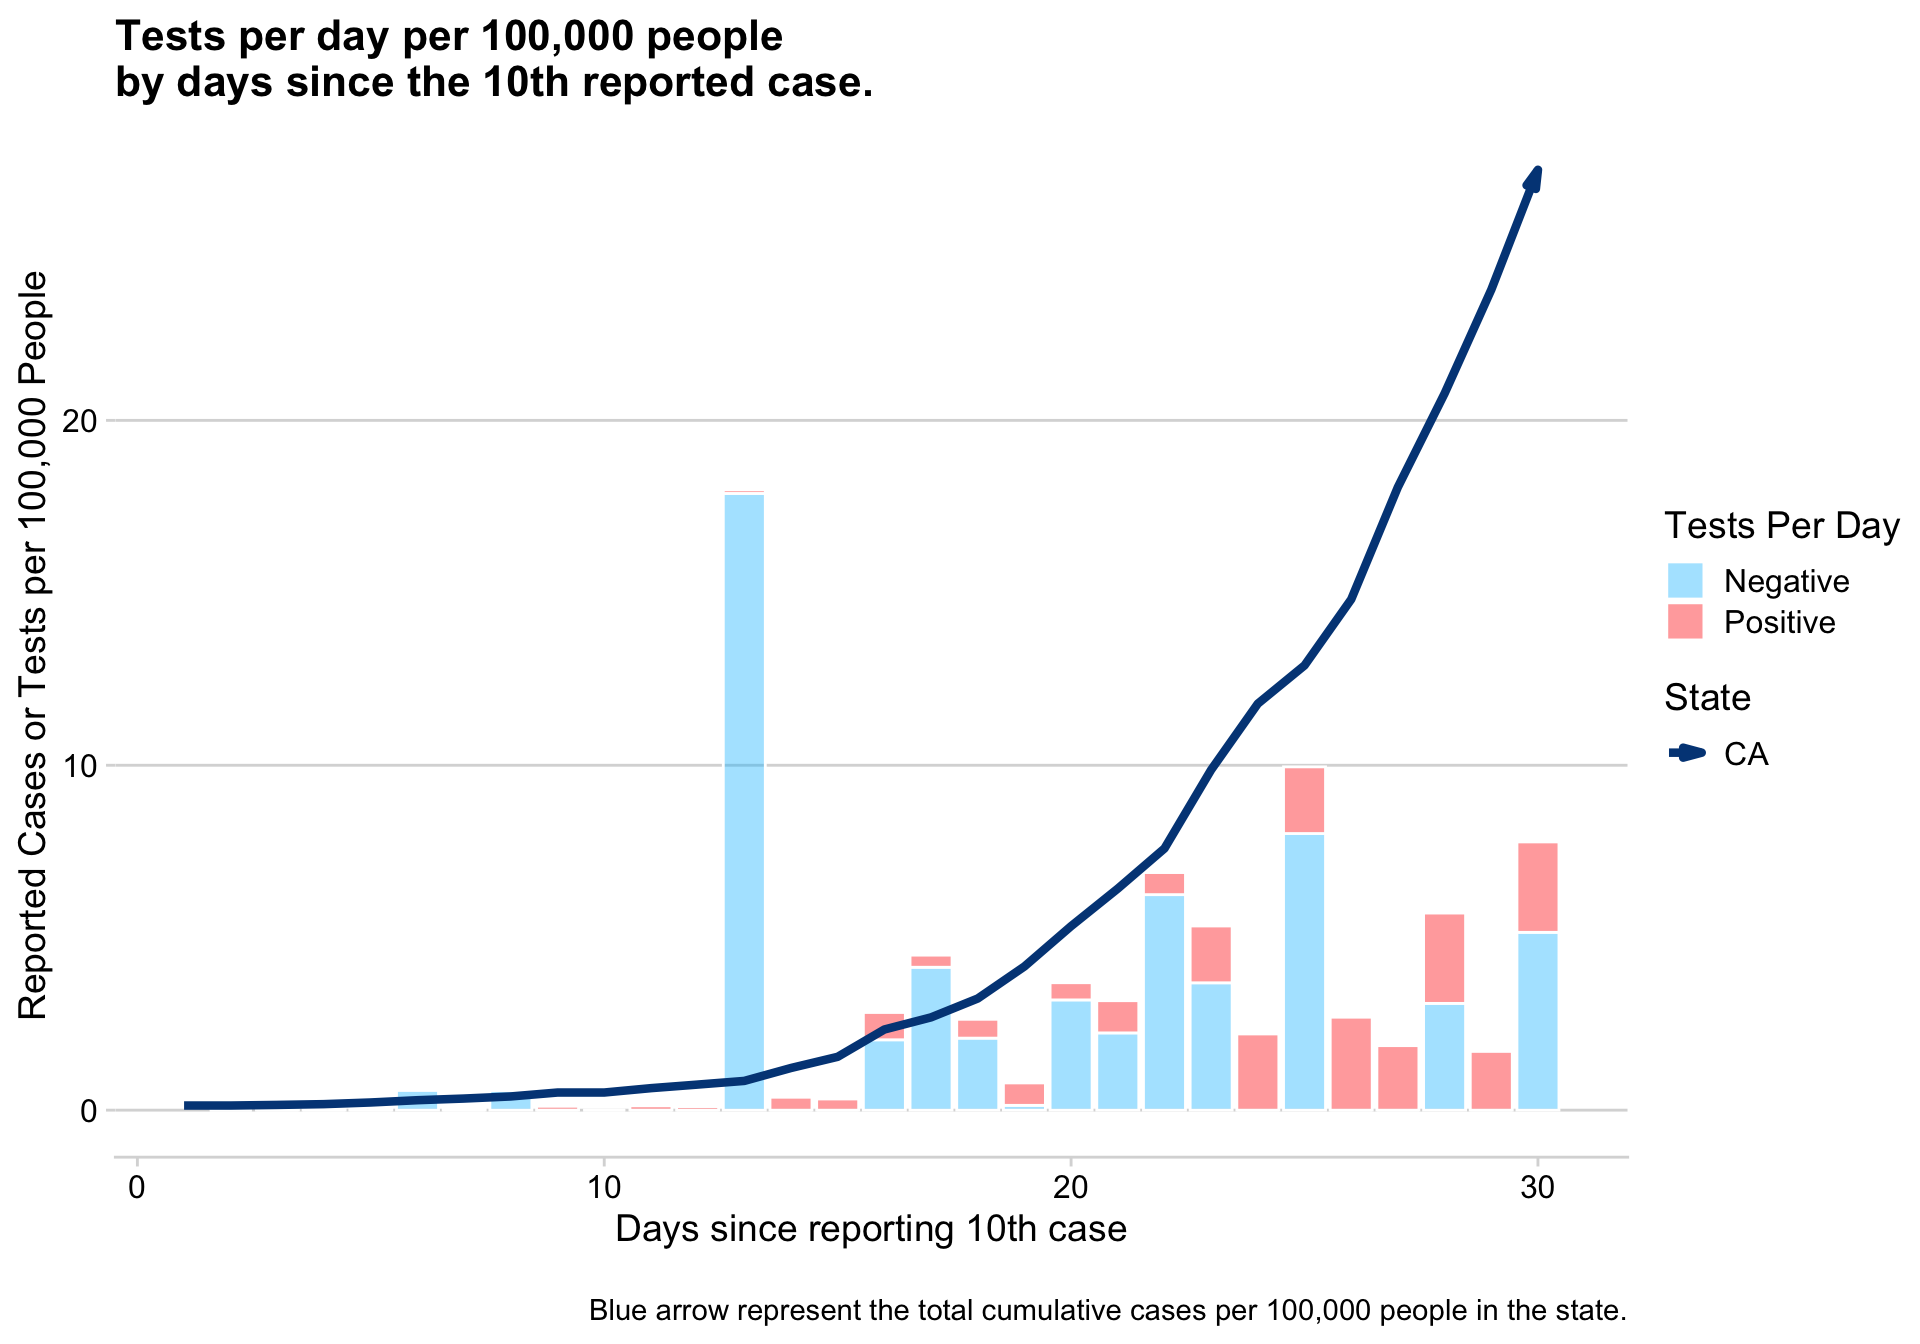 Tests per day per 100,000 people
by days since the 10th reported case.
Reported Cases or Tests per 100,000 People
20
10
0
0
10
20
30
Days since reporting 10th case
Tests Per Day
Negative
Positive
State
CA
Blue arrow represent the total cumulative cases per 100,000 people in the state.